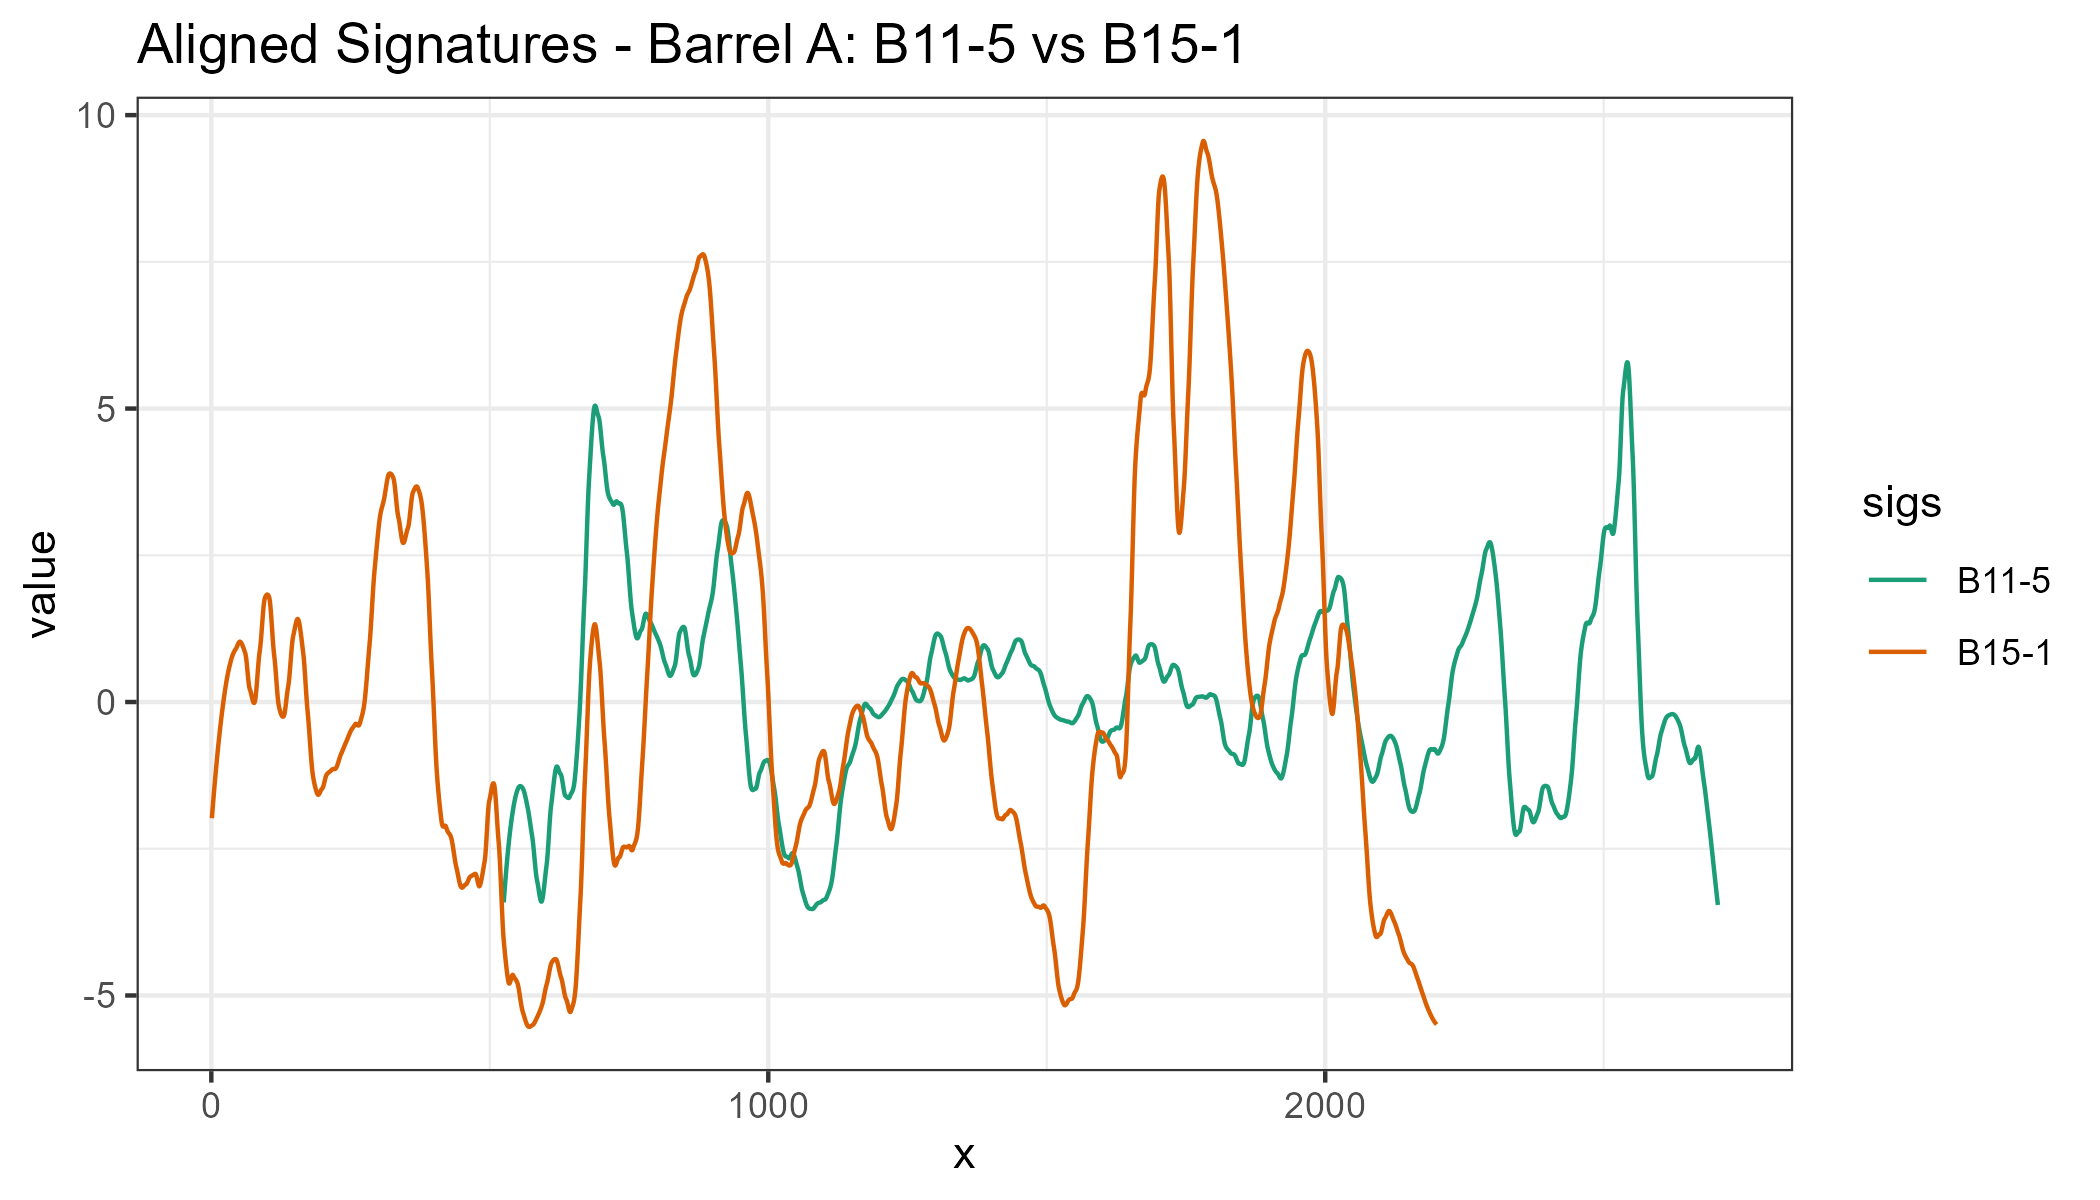 Aligned Signatures - Barrel A: B11-5 vs B15-1
10
5
0
-5
value
0 1000 2000
x
sigs
B11-5
B15-1